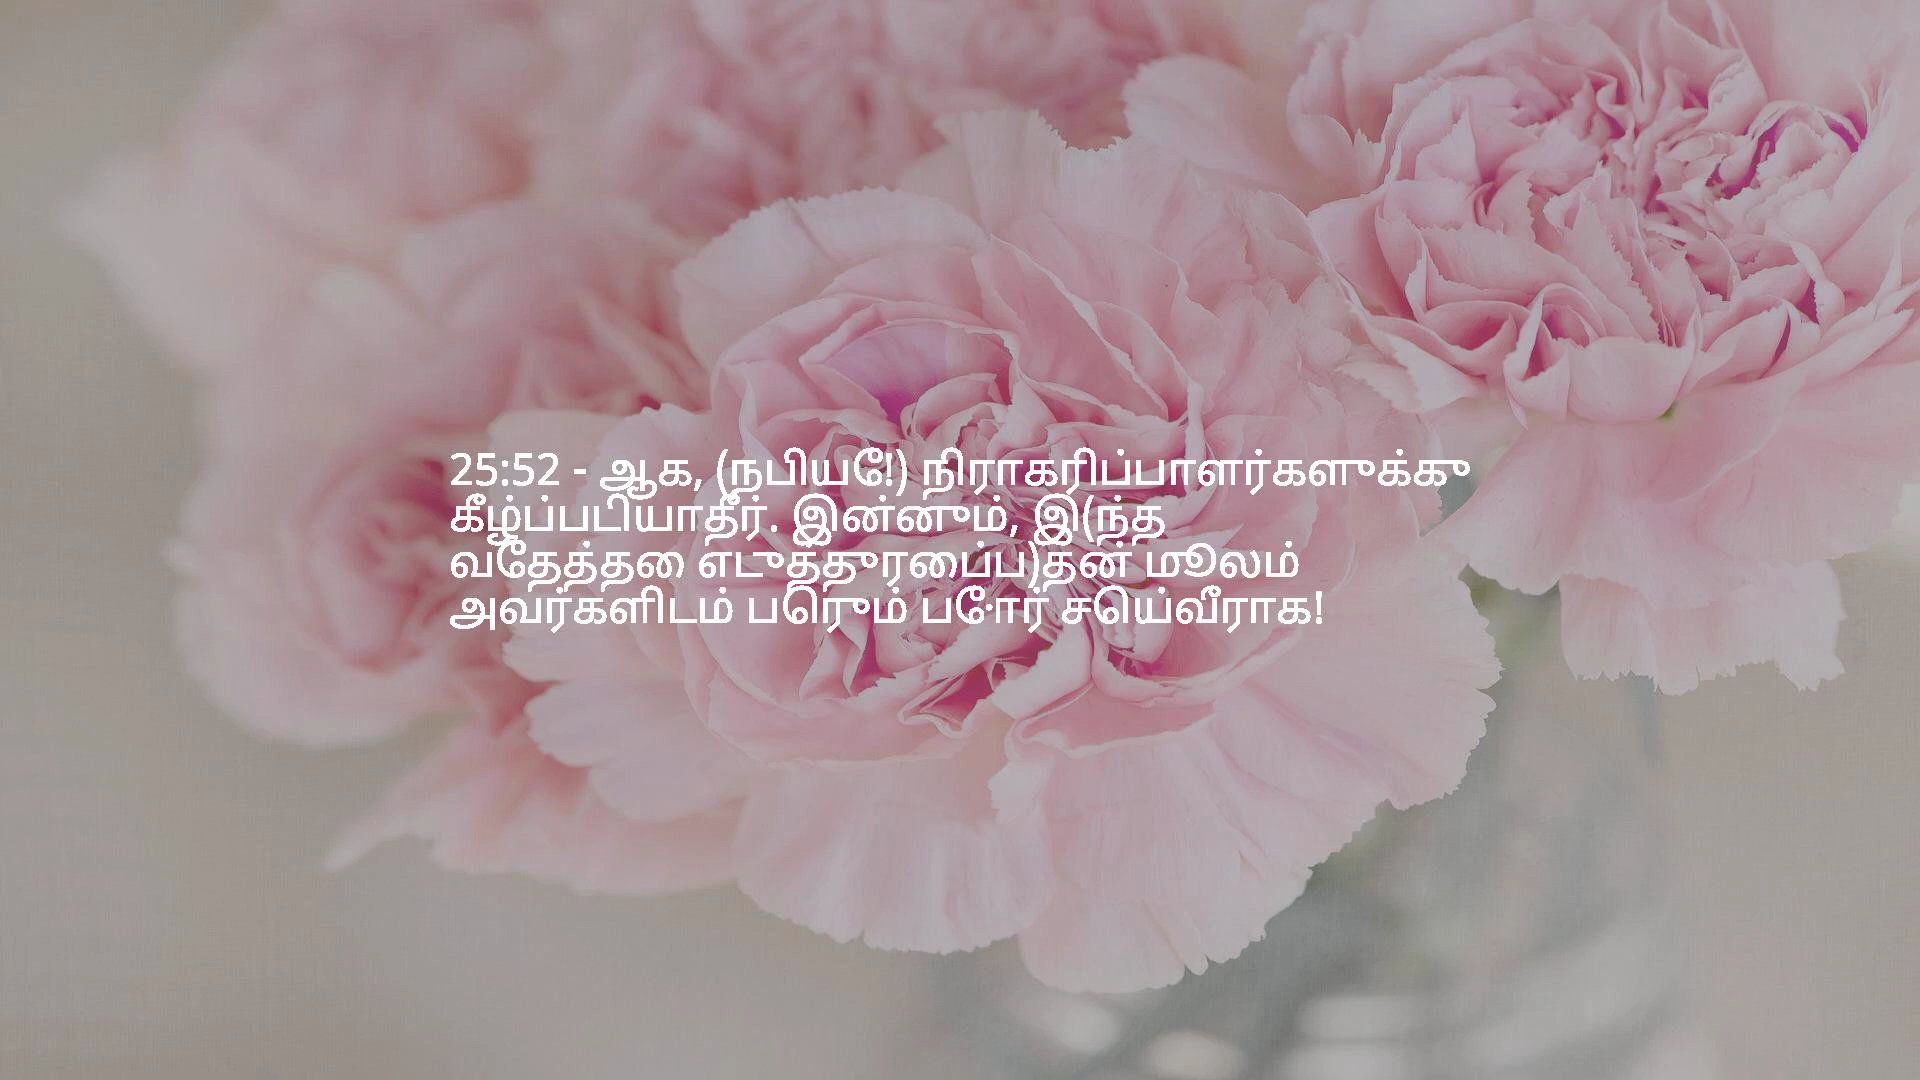 25:52 - ஆக, (நபியே!) நிராகரிப்பாளர்களுக்கு
கீழ்ப்படியாதீர். இன்னும், இ(ந்த
வேதத்தை எடுத்துரைப்ப)தன் மூலம்
அவர்களிடம் பெரும் போர் செய்வீராக!